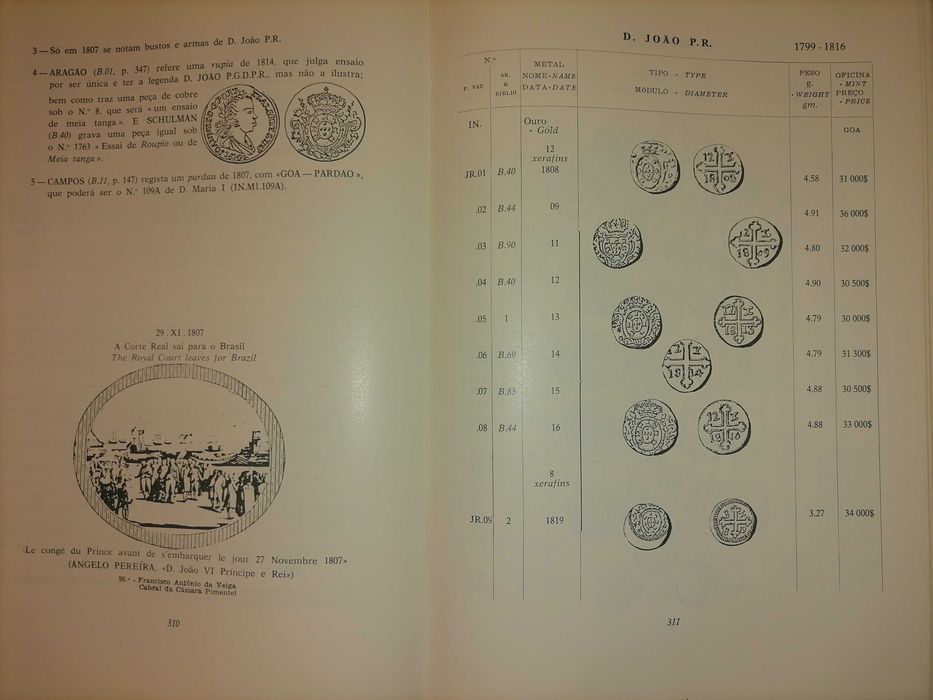 3 — Só em 1807 se notam bustos e armas de D. João P.R.
4 — ARAGÃO (B.01, p. 347) refere uma rupia de 1814, que julga ensaio
por ser única e ter a legenda D. JOÃO P.G.D.P.R., mas não a ilustra;
bem como traz uma peça de cobre
sob o N.º 8, que será «um ensaio
de meia tanga». E SCHULMAN
(B.40) grava uma peça igual sob
o N.º 1763 «Essai de Roupie ou de
Meia tanga».
5 — CAMPOS (B.11, p. 147) regista um pardau de 1807, com «GOA — PARDAO»,
que poderá ser o N.º 109A de D. Maria I (IN.M1.109A).
29 . XI . 1807
A Corte Real sai para o Brasil
The Royal Court leaves for Brazil
«Le congé du Prince avant de s'embarquer le jour 27 Novembre 1807»
(ÂNGELO PEREIRA, «D. João VI Príncipe e Rei»)
95.º - Francisco António da Veiga
Cabral da Câmara Pimentel
310
D. JOÃO P.R.
1799 - 1816
N.º
P. VAR
AR.
&
BIBLIO
METAL
NOME · NAME
DATA · DATE
TIPO · TYPE
MÓDULO · DIAMETER
PESO
g.
· WEIGHT
gm.
OFICINA
· MINT
PREÇO
· PRICE
IN.
Ouro
· Gold
GOA
12
xerafins
JR.01 B.40 1808 4.58 31 000$
.02 B.44 09 4.91 36 000$
.03 B.90 11 4.80 32 000$
.04 B.40 12 4.90 30 500$
.05 1 13 4.79 30 000$
.06 B.69 14 4.79 31 300$
.07 B.85 15 4.88 30 500$
.08 B.44 16 4.88 33 000$
8
xerafins
JR.09 2 1819 3.27 34 000$
311